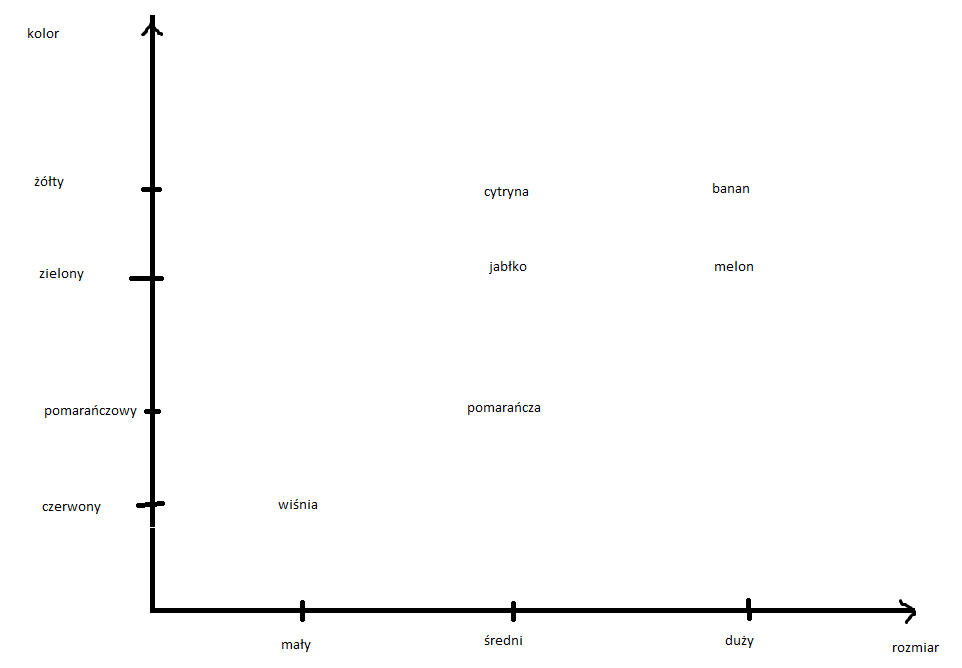 kolor
żółty
cytryna
banan
zielony
jabłko
melon
pomarańczowy
pomarańcza
czerwony
wiśnia
mały
średni
duży
rozmiar